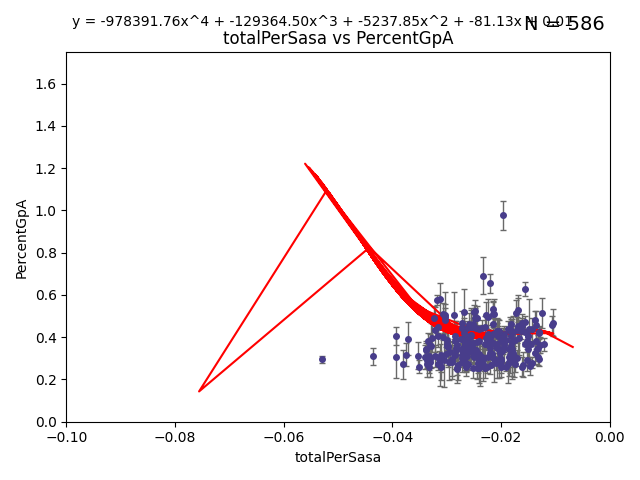 y = -978391.76x^4 + -129364.50x^3 + -5237.85x^2 + -81.13x + 0.01
N = 586
totalPerSasa vs PercentGpA
1.6
1.4
1.2
1.0
0.8
0.6
0.4
0.2
0.0
PercentGpA
−0.10 −0.08 −0.06 −0.04 −0.02 0.00
totalPerSasa